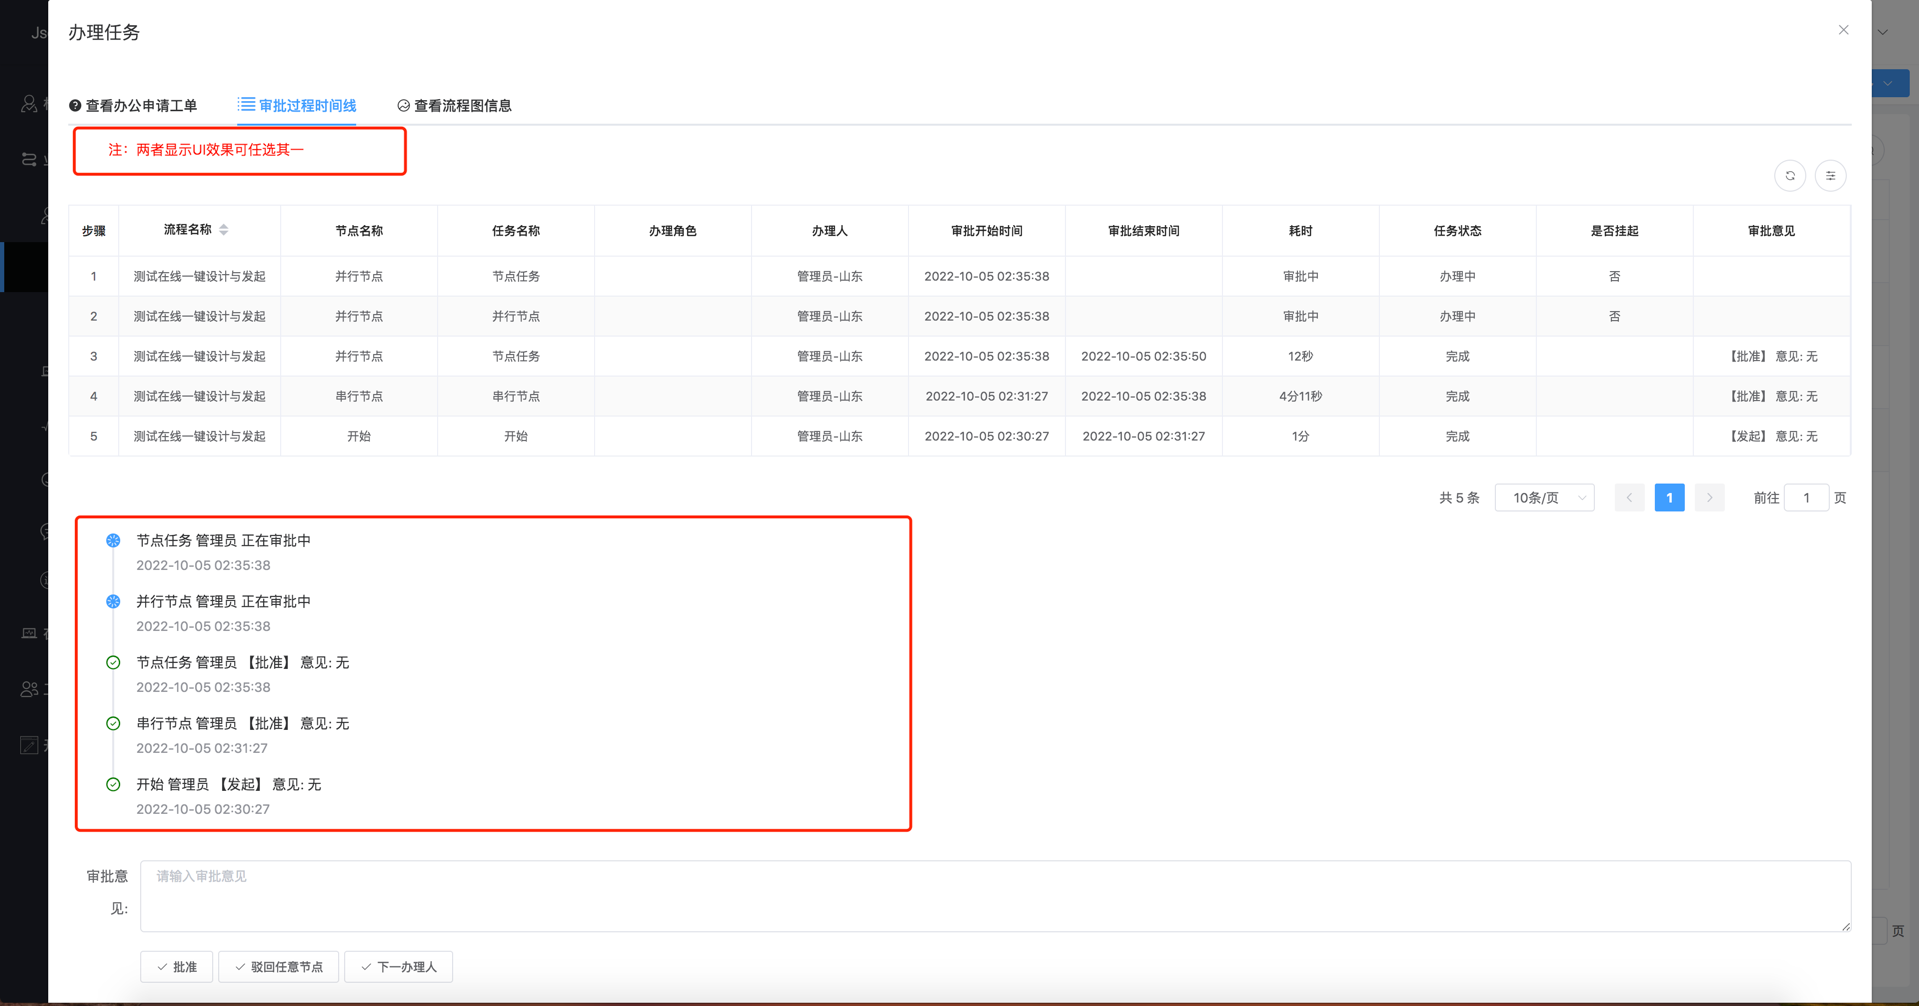 Js
办理任务
查看办公申请工单 审批过程时间线 查看流程图信息
注：两者显示UI效果可任选其一
步骤 流程名称 节点名称 任务名称 办理角色 办理人 审批开始时间 审批结束时间 耗时 任务状态 是否挂起 审批意见
1 测试在线一键设计与发起 并行节点 节点任务 管理员-山东 2022-10-05 02:35:38 审批中 办理中 否
2 测试在线一键设计与发起 并行节点 并行节点 管理员-山东 2022-10-05 02:35:38 审批中 办理中 否
3 测试在线一键设计与发起 并行节点 节点任务 管理员-山东 2022-10-05 02:35:38 2022-10-05 02:35:50 12秒 完成 【批准】 意见: 无
4 测试在线一键设计与发起 串行节点 串行节点 管理员-山东 2022-10-05 02:31:27 2022-10-05 02:35:38 4分11秒 完成 【批准】 意见: 无
5 测试在线一键设计与发起 开始 开始 管理员-山东 2022-10-05 02:30:27 2022-10-05 02:31:27 1分 完成 【发起】 意见: 无
共 5 条 10条/页 1 前往 1 页
节点任务 管理员 正在审批中
2022-10-05 02:35:38
并行节点 管理员 正在审批中
2022-10-05 02:35:38
节点任务 管理员 【批准】 意见: 无
2022-10-05 02:35:38
串行节点 管理员 【批准】 意见: 无
2022-10-05 02:31:27
开始 管理员 【发起】 意见: 无
2022-10-05 02:30:27
审批意
见:
请输入审批意见
页
批准 驳回任意节点 下一办理人